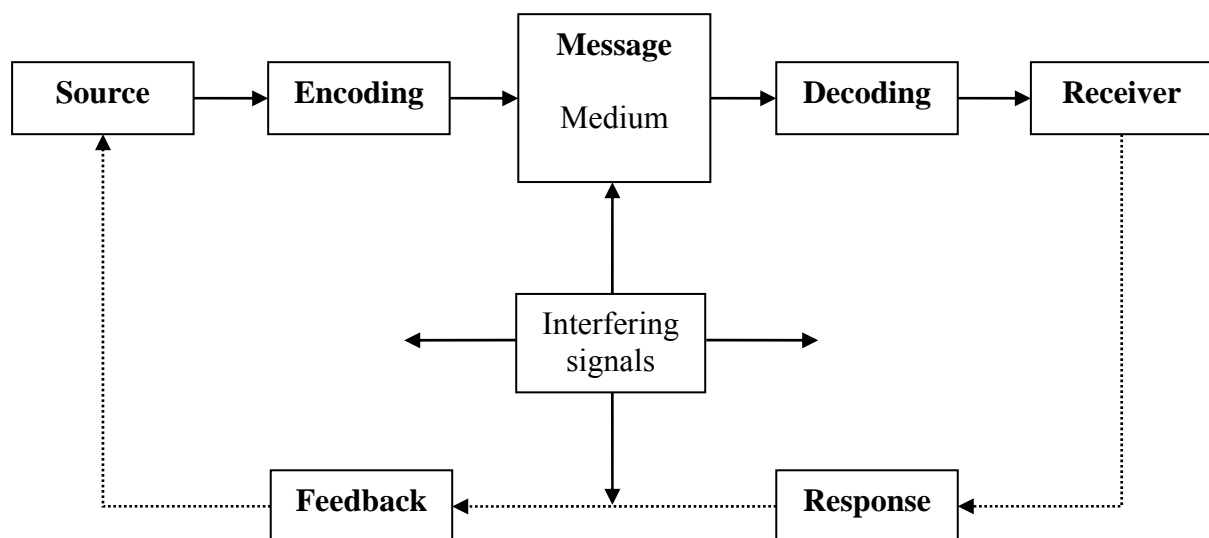 Source
Encoding
Message
Medium
Decoding
Receiver
Interfering
signals
Feedback
Response